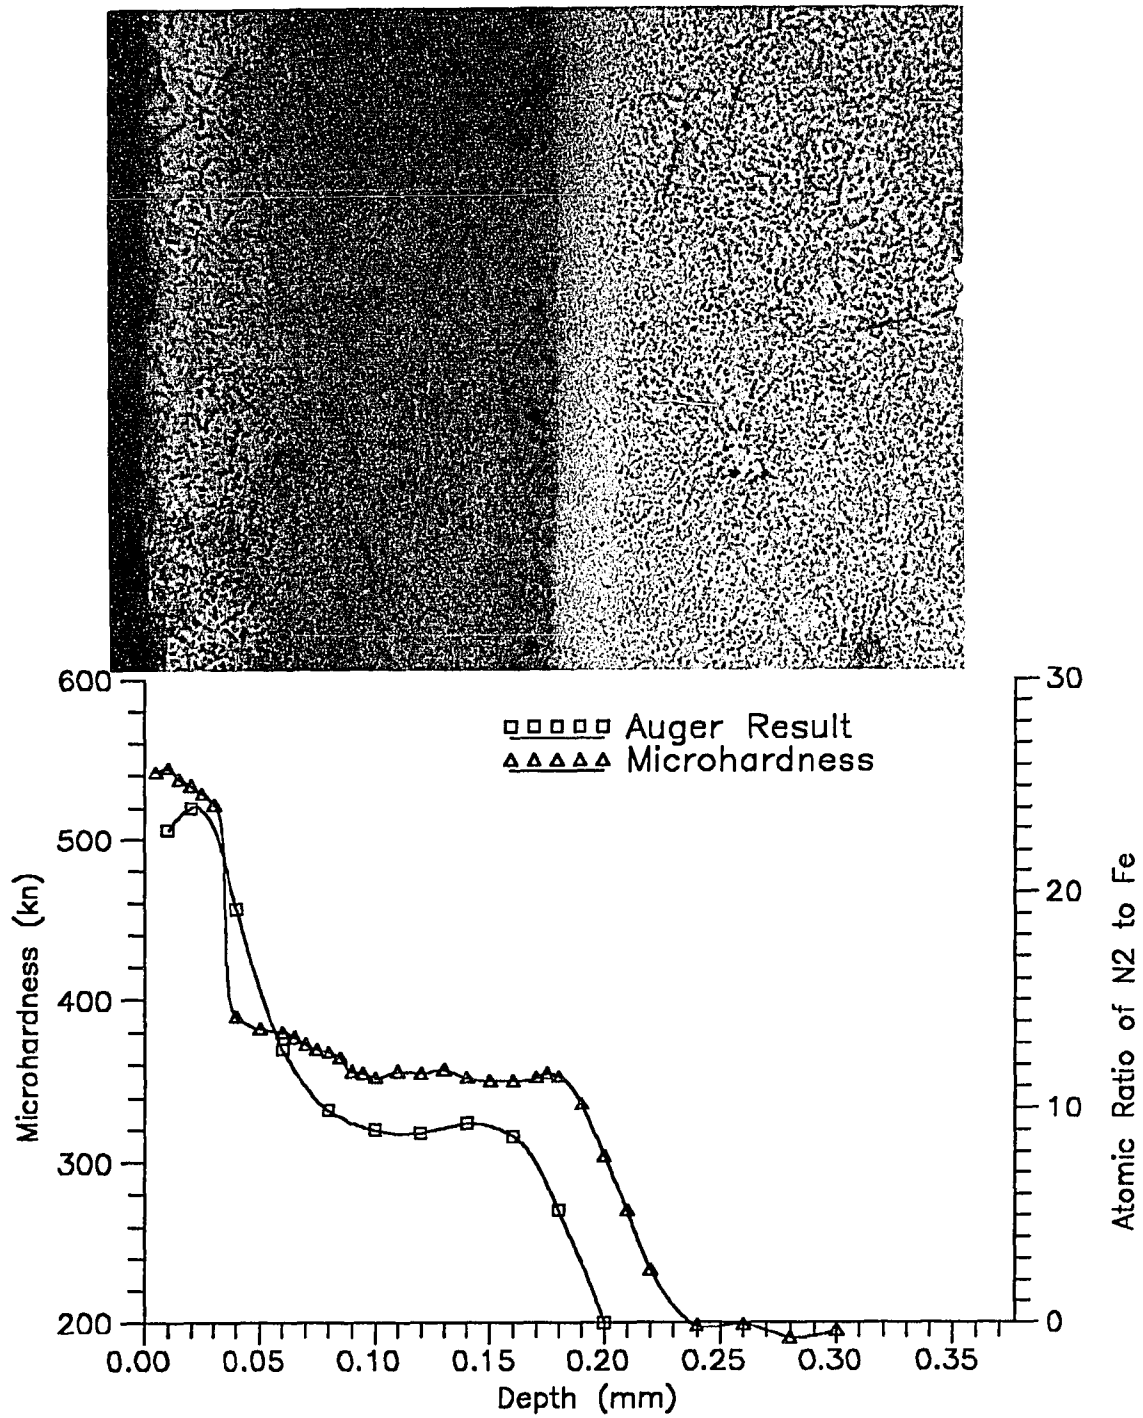 600
500
400
300
200
Microhardness (kn)
Auger Result
Microhardness
30
20
10
0
Atomic Ratio of N2 to Fe
0.00 0.05 0.10 0.15 0.20 0.25 0.30 0.35
Depth (mm)